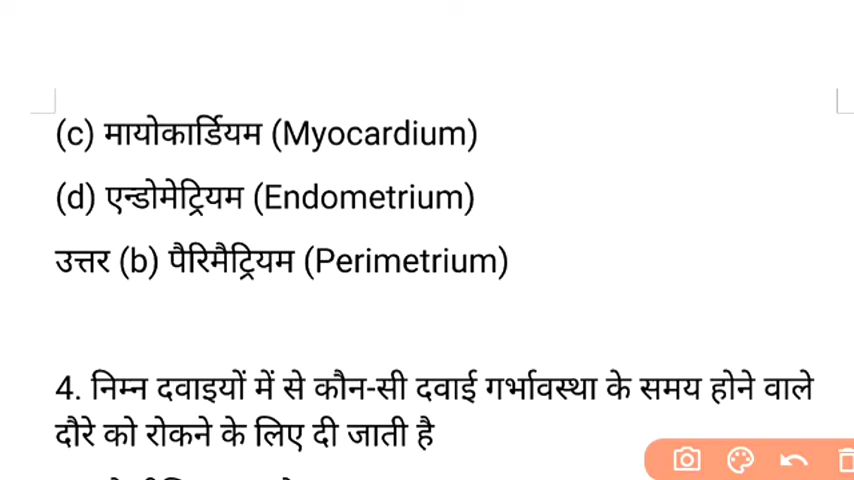 (c) मायोकार्डियम (Myocardium)
(d) एन्डोमेट्रियम (Endometrium)
उत्तर (b) पैरिमैट्रियम (Perimetrium)
4. निम्न दवाइयों में से कौन-सी दवाई गर्भावस्था के समय होने वाले
दौरे को रोकने के लिए दी जाती है